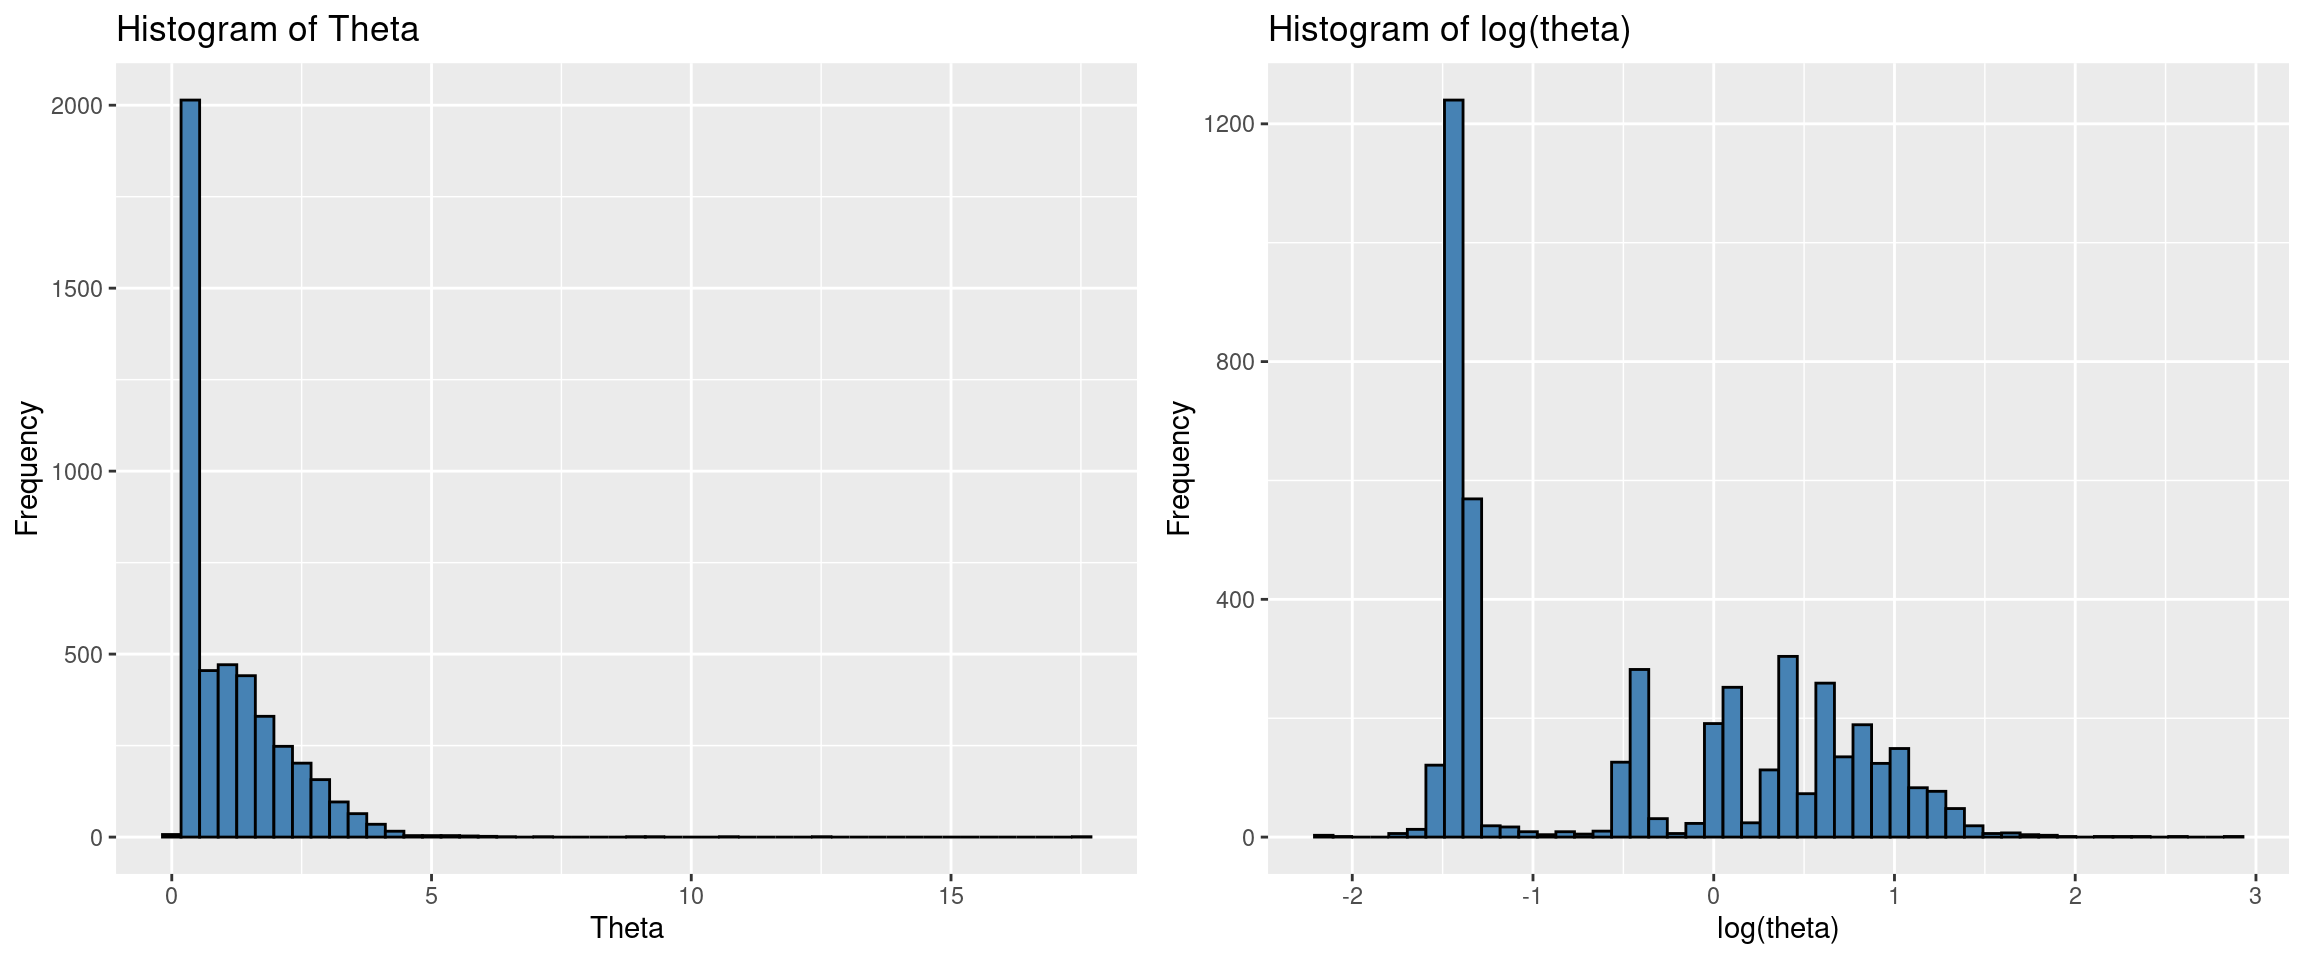 Histogram of Theta
Frequency
2000
1500
1000
500
0
0 5 10 15
Theta
Histogram of log(theta)
Frequency
1200
800
400
0
-2 -1 0 1 2 3
log(theta)